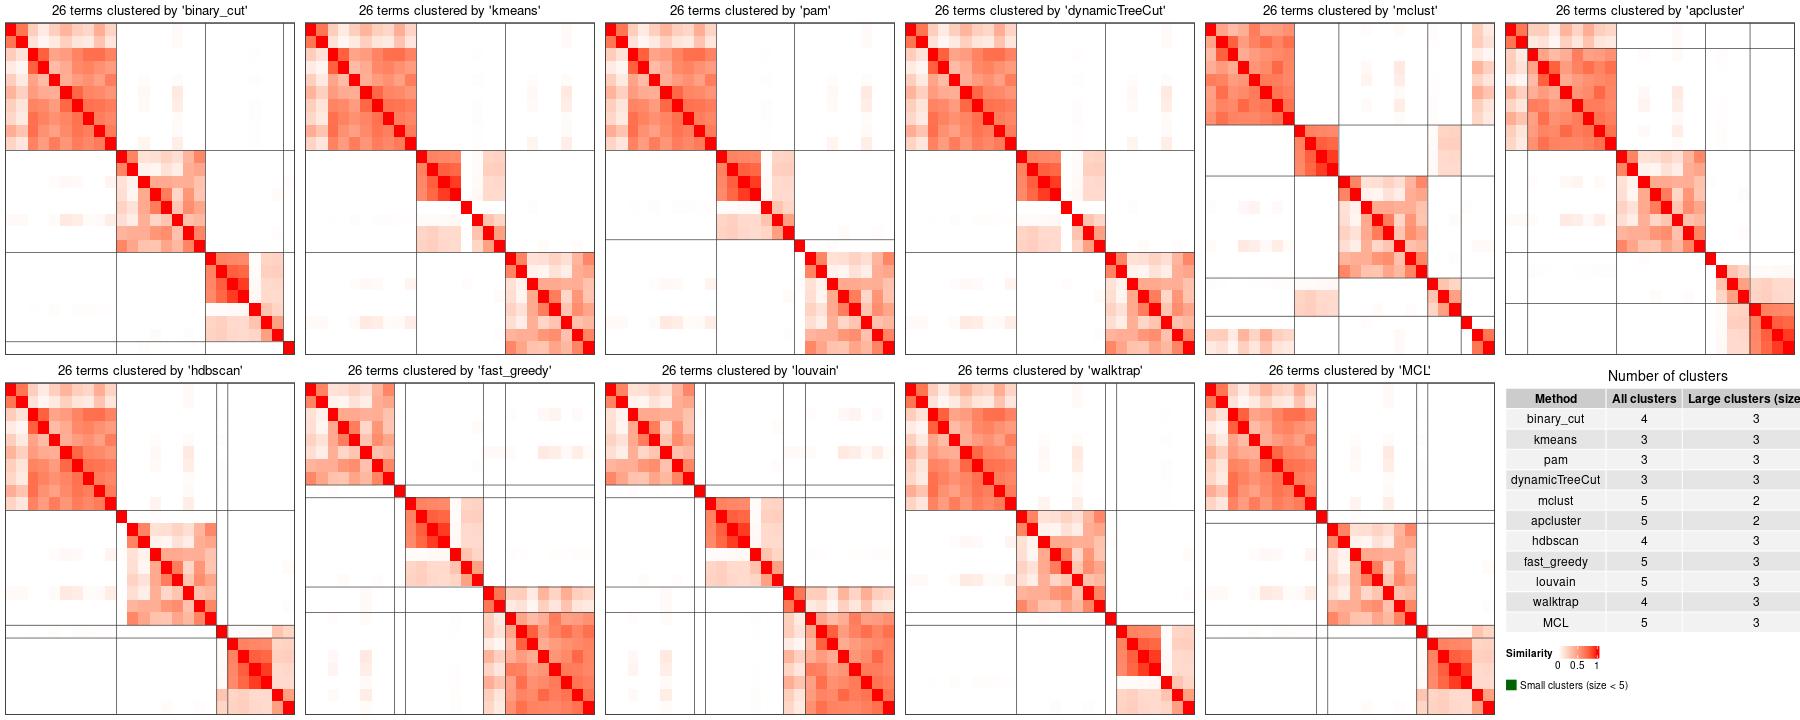 26 terms clustered by 'binary_cut'
26 terms clustered by 'kmeans'
26 terms clustered by 'pam'
26 terms clustered by 'dynamicTreeCut'
26 terms clustered by 'mclust'
26 terms clustered by 'apcluster'
26 terms clustered by 'hdbscan'
26 terms clustered by 'fast_greedy'
26 terms clustered by 'louvain'
26 terms clustered by 'walktrap'
26 terms clustered by 'MCL'
Number of clusters
Method All clusters Large clusters (size
binary_cut 4 3
kmeans 3 3
pam 3 3
dynamicTreeCut 3 3
mclust 5 2
apcluster 5 2
hdbscan 4 3
fast_greedy 5 3
louvain 5 3
walktrap 4 3
MCL 5 3
Similarity
0 0.5 1
Small clusters (size < 5)